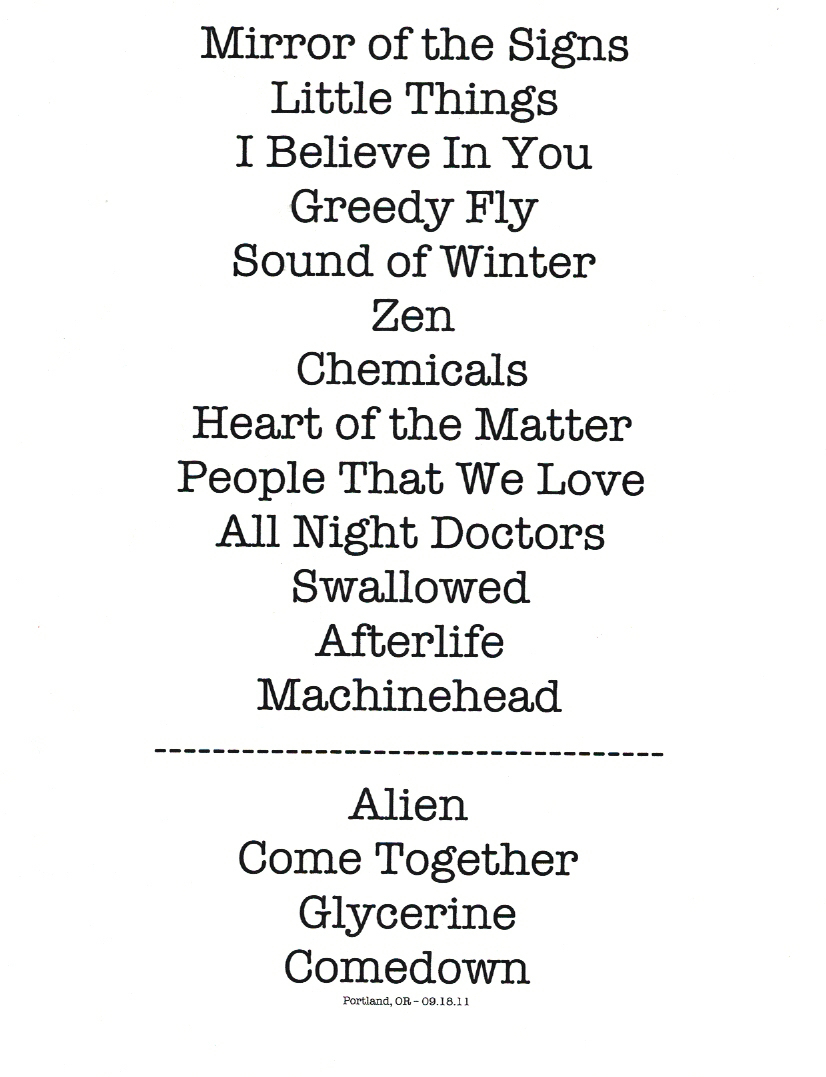 Mirror of the Signs
Little Things
I Believe In You
Greedy Fly
Sound of Winter
Zen
Chemicals
Heart of the Matter
People That We Love
All Night Doctors
Swallowed
Afterlife
Machinehead
-----------------------------------
Alien
Come Together
Glycerine
Comedown
Portland, OR - 09.18.11